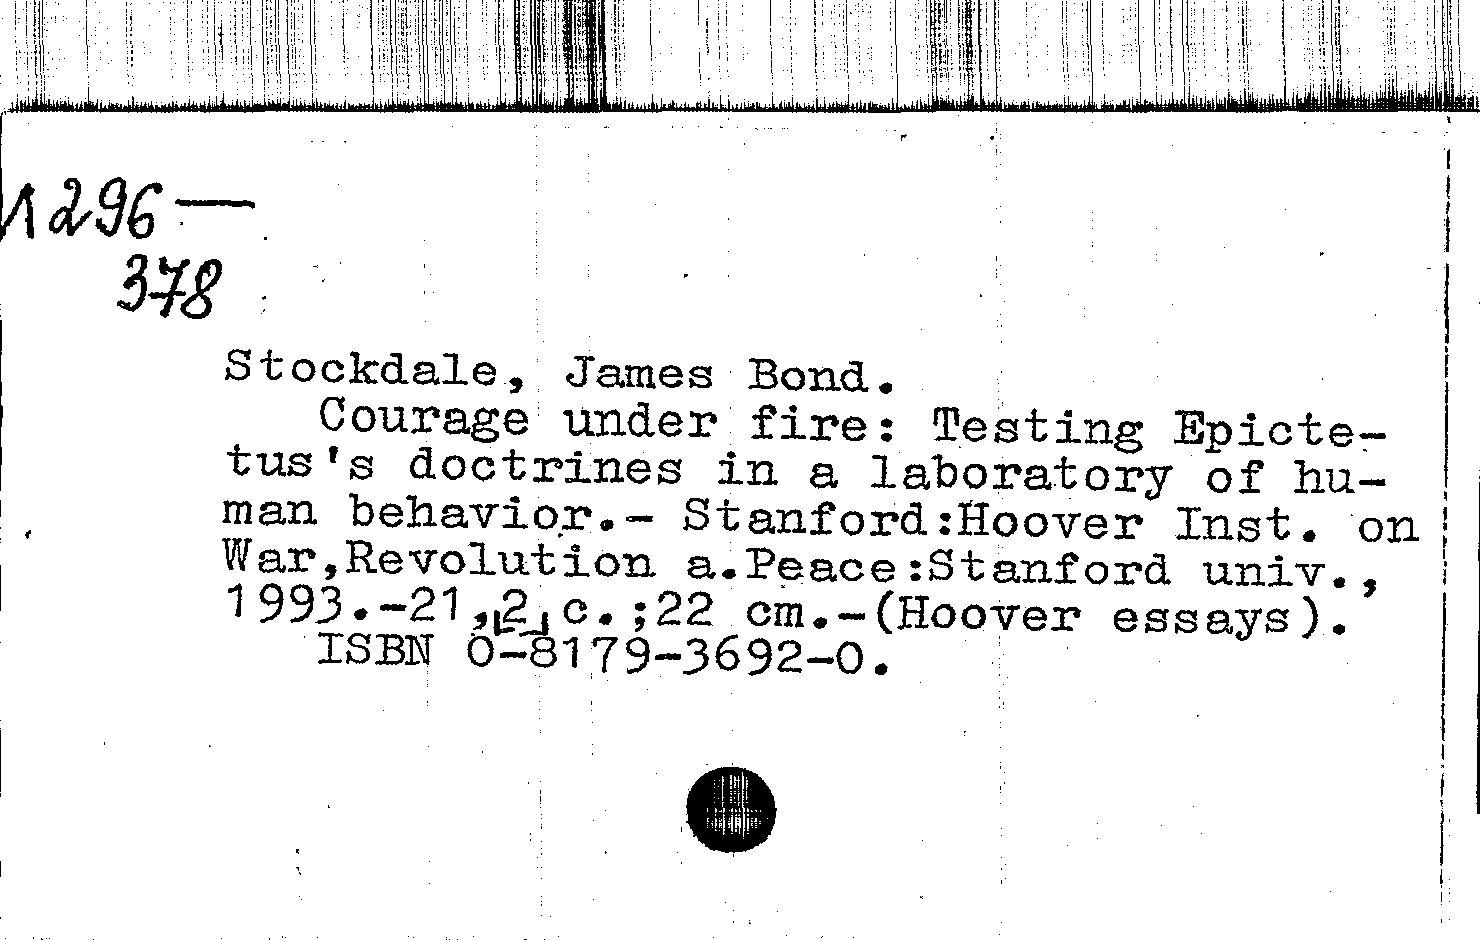 И 296—
378
Stockdale, James Bond.
Courage under fire: Testing Epicte-
tus's doctrines in a laboratory of hu-
man behavior.- Stanford:Hoover Inst. on
War,Revolution a.Peace:Stanford univ.,
1993.-21,[2] c.;22 cm.-(Hoover essays).
ISBN 0-8179-3692-0.